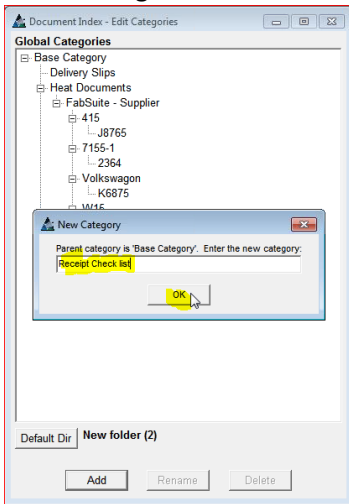 Document Index - Edit Categories
Global Categories
Base Category
Delivery Slips
Heat Documents
FabSuite - Supplier
415
J8765
7155-1
2364
Volkswagon
K6875
W15
New Category
Parent category is 'Base Category'. Enter the new category:
Receipt Check list
OK
Default Dir New folder (2)
Add Rename Delete